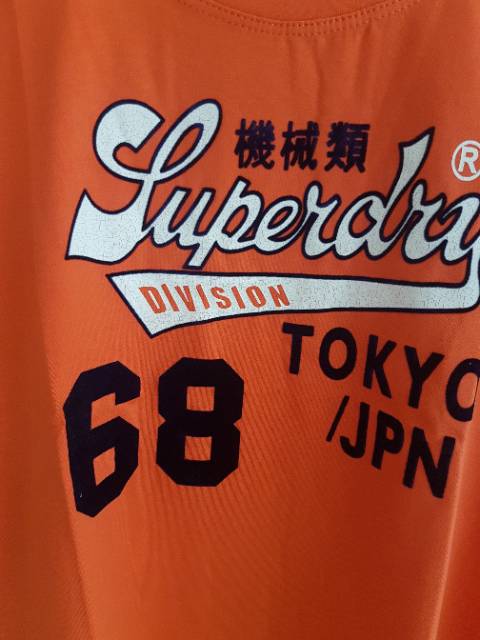 機械類
Superdry®
DIVISION
TOKYO
/JPN
68